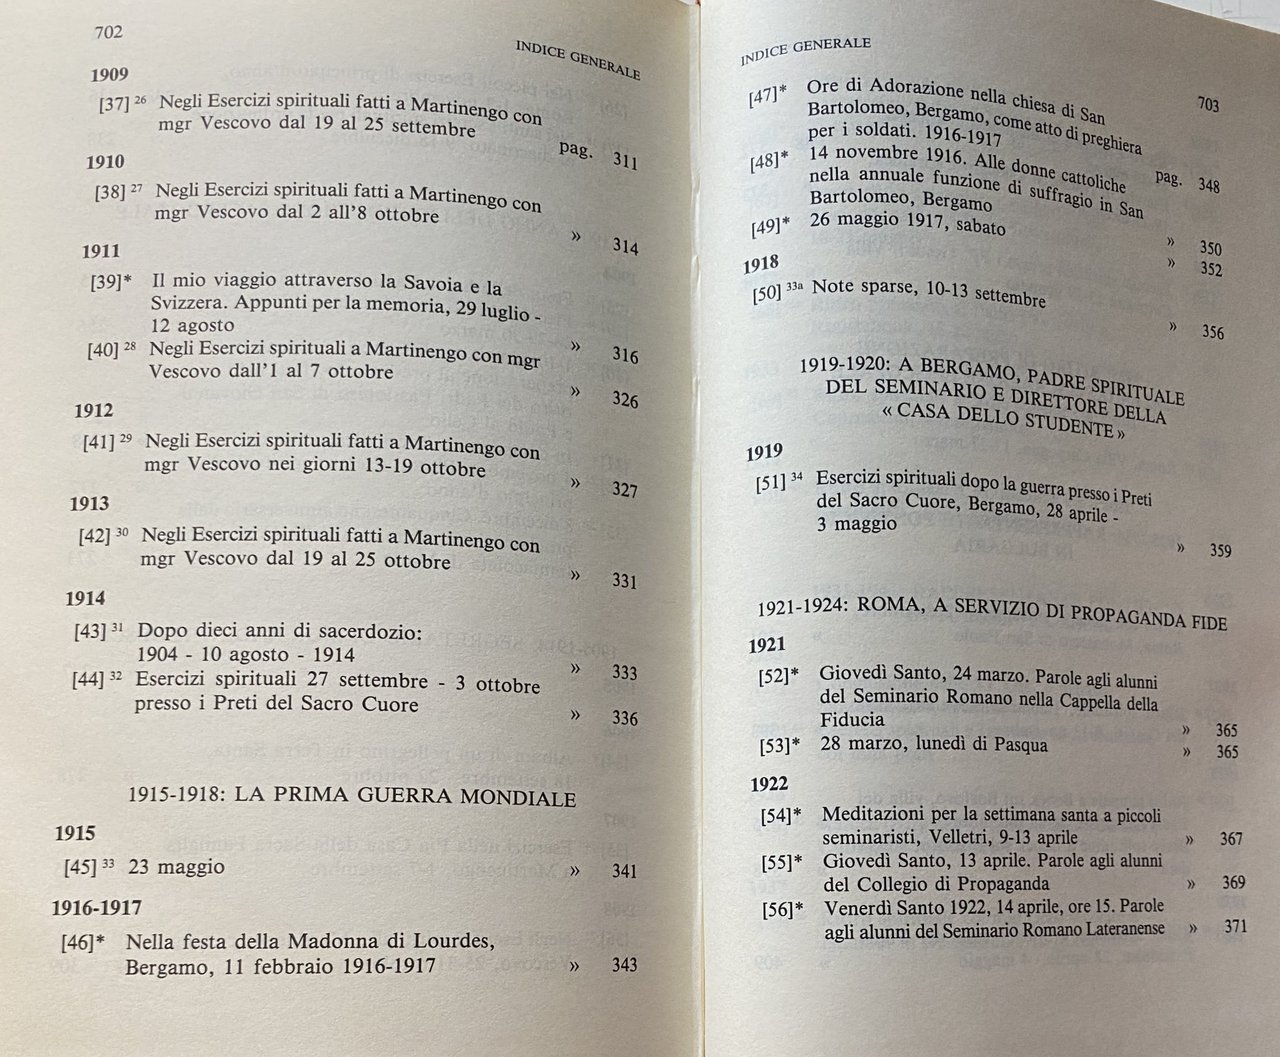 702
INDICE GENERALE
1909
[37] 26 Negli Esercizi spirituali fatti a Martinengo con
mgr Vescovo dal 19 al 25 settembre
pag. 311
1910
[38] 27 Negli Esercizi spirituali fatti a Martinengo con
mgr Vescovo dal 2 all'8 ottobre
» 314
1911
[39]* Il mio viaggio attraverso la Savoia e la
Svizzera. Appunti per la memoria, 29 luglio -
12 agosto
» 316
[40] 28 Negli Esercizi spirituali a Martinengo con mgr
Vescovo dall'1 al 7 ottobre
» 326
1912
[41] 29 Negli Esercizi spirituali fatti a Martinengo con
mgr Vescovo nei giorni 13-19 ottobre
» 327
1913
[42] 30 Negli Esercizi spirituali fatti a Martinengo con
mgr Vescovo dal 19 al 25 ottobre
» 331
1914
[43] 31 Dopo dieci anni di sacerdozio:
1904 - 10 agosto - 1914
» 333
[44] 32 Esercizi spirituali 27 settembre - 3 ottobre
presso i Preti del Sacro Cuore
» 336
1915-1918: LA PRIMA GUERRA MONDIALE
1915
[45] 33 23 maggio » 341
1916-1917
[46]* Nella festa della Madonna di Lourdes,
Bergamo, 11 febbraio 1916-1917 » 343
INDICE GENERALE
703
[47]* Ore di Adorazione nella chiesa di San
Bartolomeo, Bergamo, come atto di preghiera
per i soldati. 1916-1917
pag. 348
[48]* 14 novembre 1916. Alle donne cattoliche
nella annuale funzione di suffragio in San
Bartolomeo, Bergamo
» 350
[49]* 26 maggio 1917, sabato
» 352
1918
[50] 33a Note sparse, 10-13 settembre
» 356
1919-1920: A BERGAMO, PADRE SPIRITUALE
DEL SEMINARIO E DIRETTORE DELLA
« CASA DELLO STUDENTE »
1919
[51] 34 Esercizi spirituali dopo la guerra presso i Preti
del Sacro Cuore, Bergamo, 28 aprile -
3 maggio
» 359
1921-1924: ROMA, A SERVIZIO DI PROPAGANDA FIDE
1921
[52]* Giovedì Santo, 24 marzo. Parole agli alunni
del Seminario Romano nella Cappella della
Fiducia
» 365
[53]* 28 marzo, lunedì di Pasqua
» 365
1922
[54]* Meditazioni per la settimana santa a piccoli
seminaristi, Velletri, 9-13 aprile » 367
[55]* Giovedì Santo, 13 aprile. Parole agli alunni
del Collegio di Propaganda » 369
[56]* Venerdì Santo 1922, 14 aprile, ore 15. Parole
agli alunni del Seminario Romano Lateranense » 371